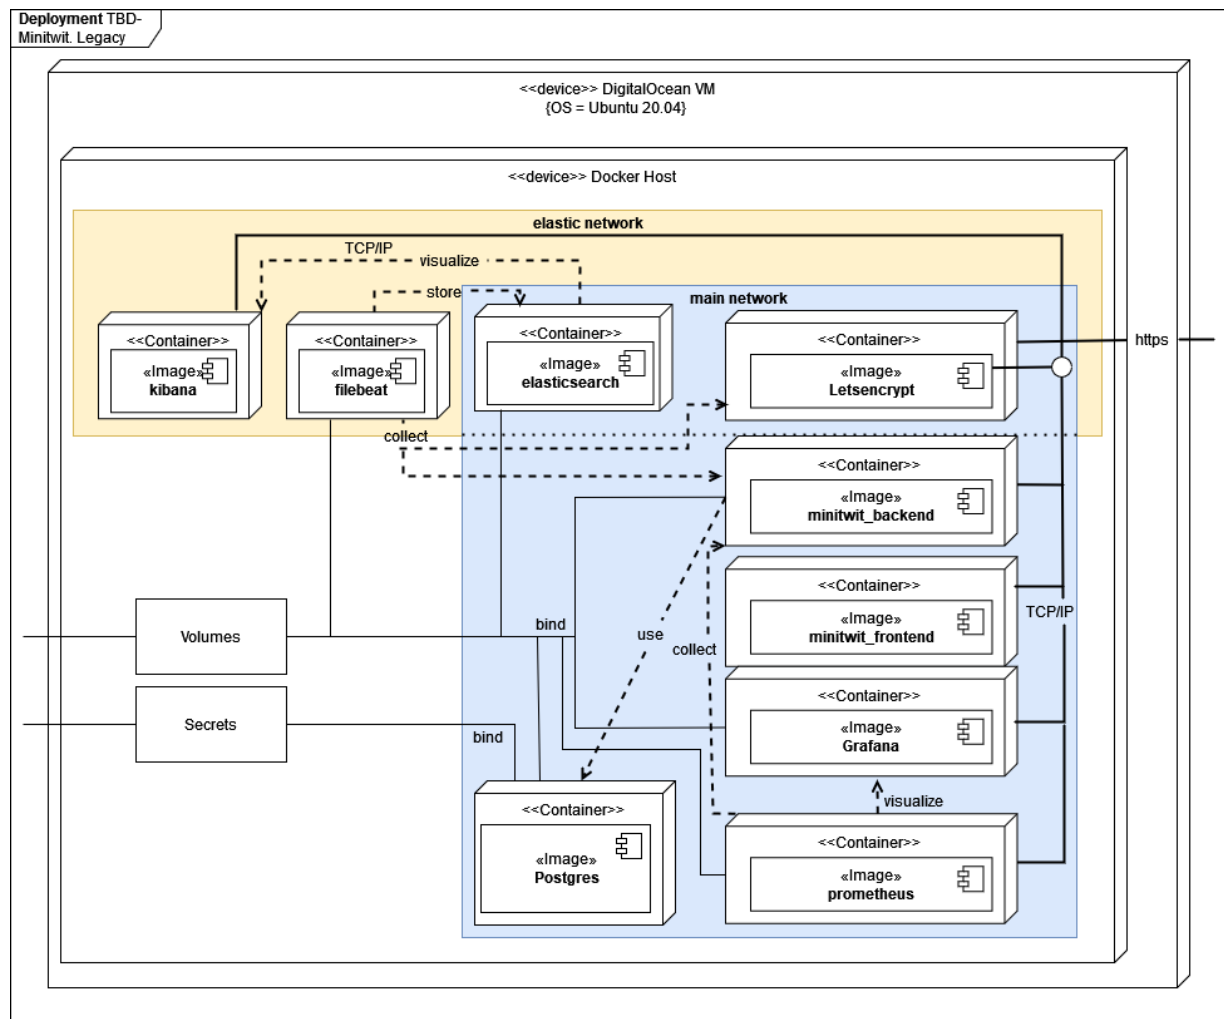 Deployment TBD-
Minitwit. Legacy
<<device>> DigitalOcean VM
{OS = Ubuntu 20.04}
<<device>> Docker Host
elastic network
TCP/IP
visualize
store
main network
<<Container>>
«Image»
kibana
<<Container>>
«Image»
filebeat
<<Container>>
«Image»
elasticsearch
<<Container>>
«Image»
Letsencrypt
https
collect
<<Container>>
«Image»
minitwit_backend
<<Container>>
«Image»
minitwit_frontend
TCP/IP
Volumes
bind
use
collect
<<Container>>
«Image»
Grafana
Secrets
bind
visualize
<<Container>>
«Image»
Postgres
<<Container>>
«Image»
prometheus